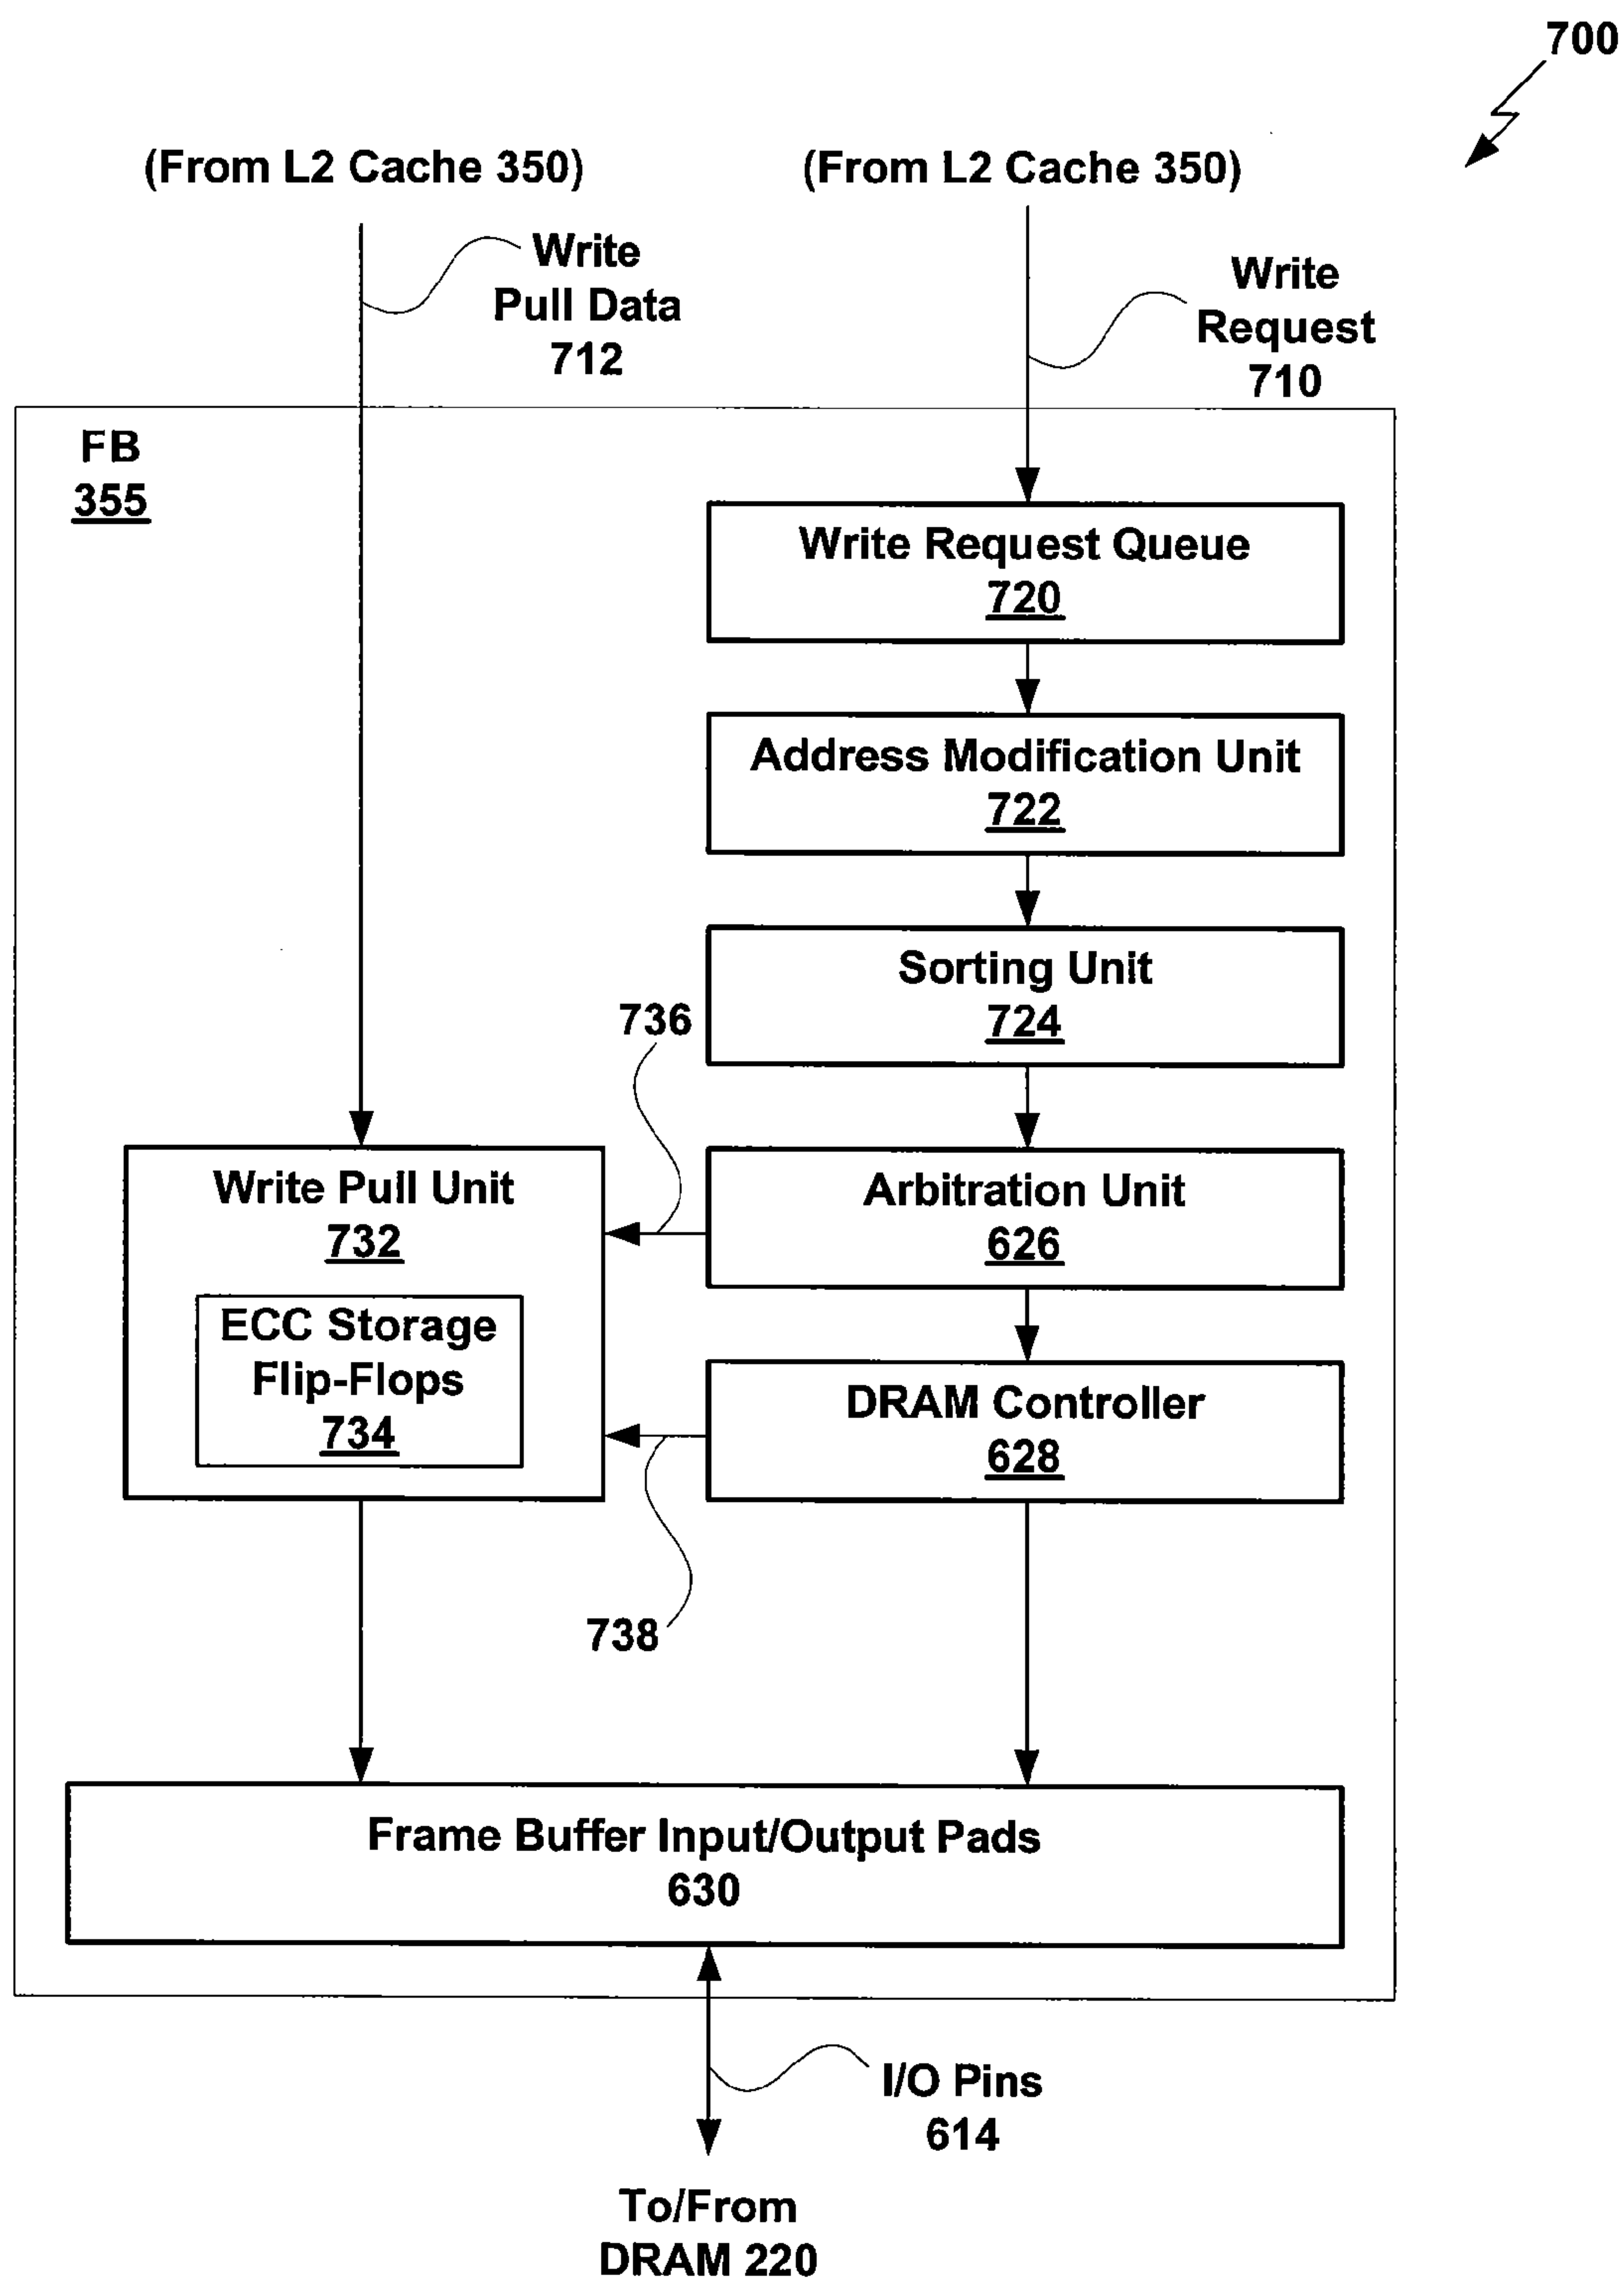 700
(From L2 Cache 350)
(From L2 Cache 350)
Write
Pull Data
712
Write
Request
710
FB
355
Write Request Queue
720
Address Modification Unit
722
Sorting Unit
724
736
Write Pull Unit
732
Arbitration Unit
626
ECC Storage
Flip-Flops
734
DRAM Controller
628
738
Frame Buffer Input/Output Pads
630
I/O Pins
614
To/From
DRAM 220